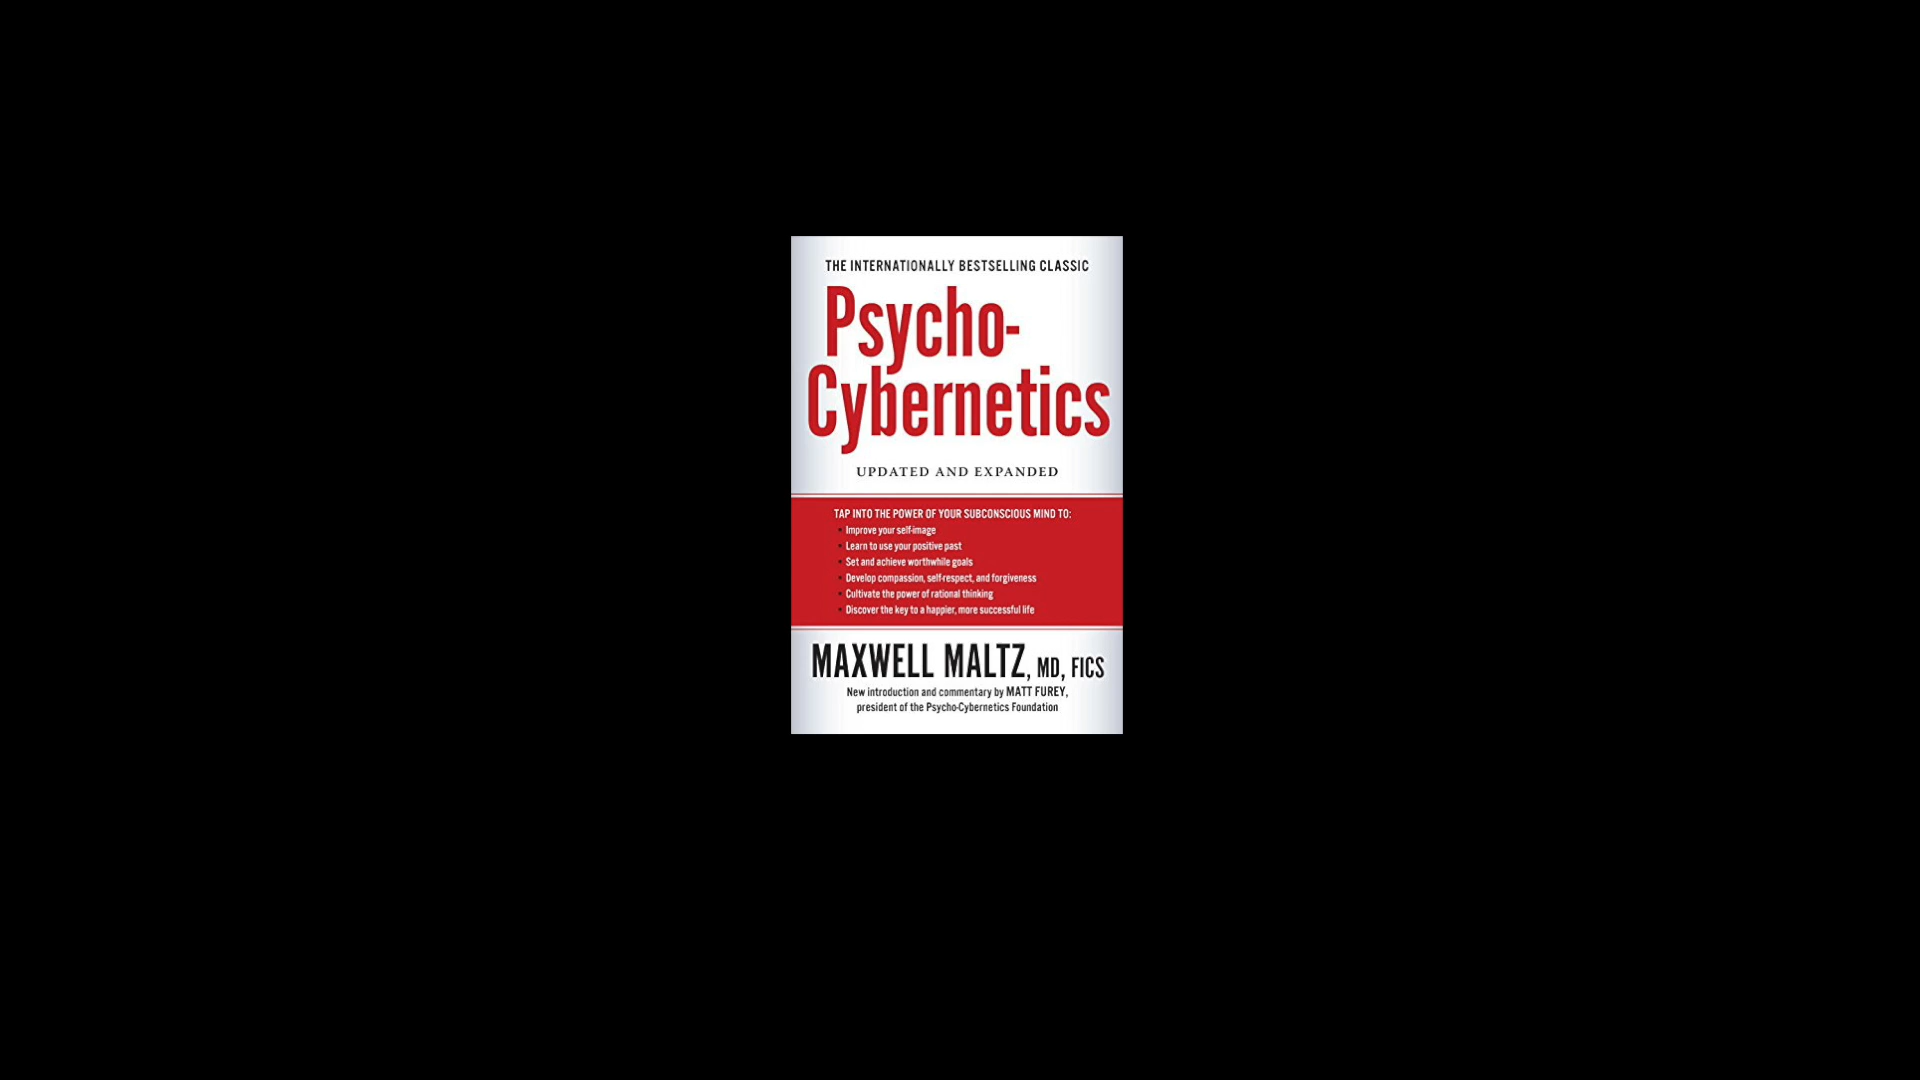 THE INTERNATIONALLY BESTSELLING CLASSIC
Psycho-
Cybernetics
UPDATED AND EXPANDED
TAP INTO THE POWER OF YOUR SUBCONSCIOUS MIND TO:
• Improve your self-image
• Learn to use your positive past
• Set and achieve worthwhile goals
• Develop compassion, self-respect, and forgiveness
• Cultivate the power of rational thinking
• Discover the key to a happier, more successful life
MAXWELL MALTZ, MD, FICS
New introduction and commentary by MATT FUREY,
president of the Psycho-Cybernetics Foundation